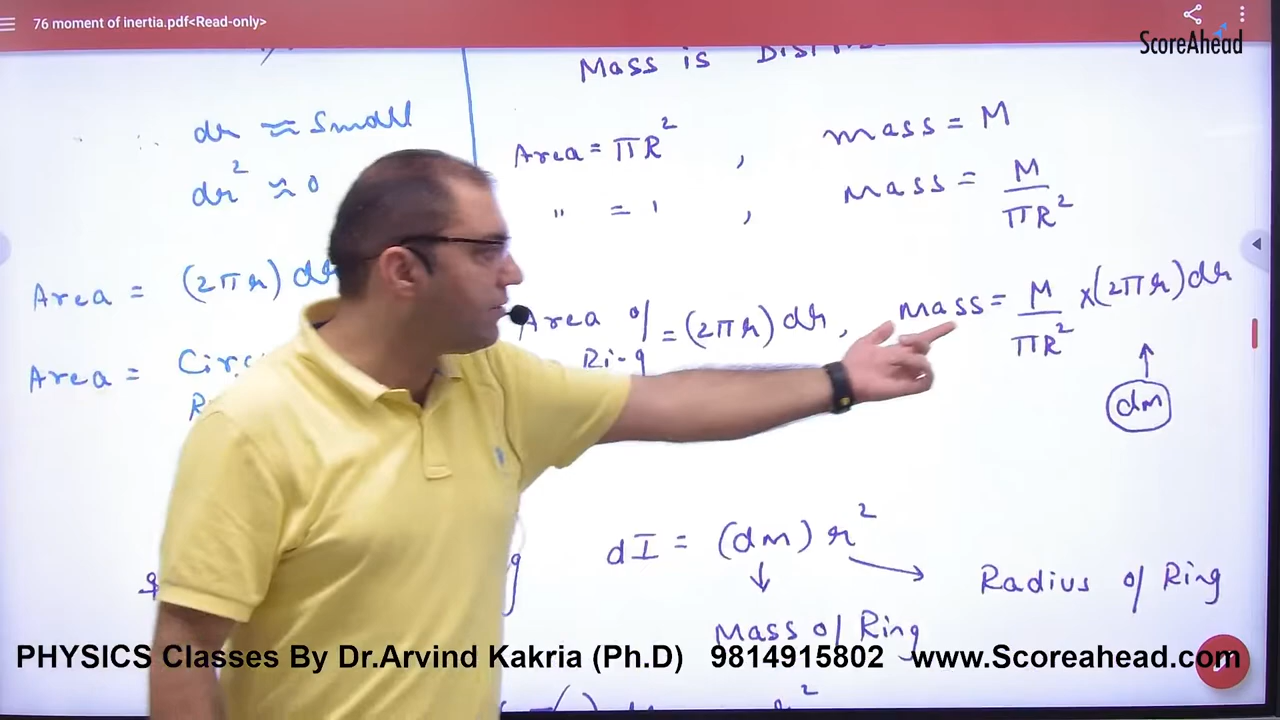 76 moment of inertia.pdf<Read-only>
ScoreAhead
Mass is
dr ≈ Small
dr² ≈ 0
Area = (2πr) dr
Area =
Area = πR² , mass = M
" = 1 , mass = M/πR²
Area of Ring = (2πr) dr , Mass = M/πR² × (2πr) dr
dm
dI = (dm) r²
Mass of Ring
Radius of Ring
PHYSICS Classes By Dr.Arvind Kakria (Ph.D) 9814915802 www.Scoreahead.com